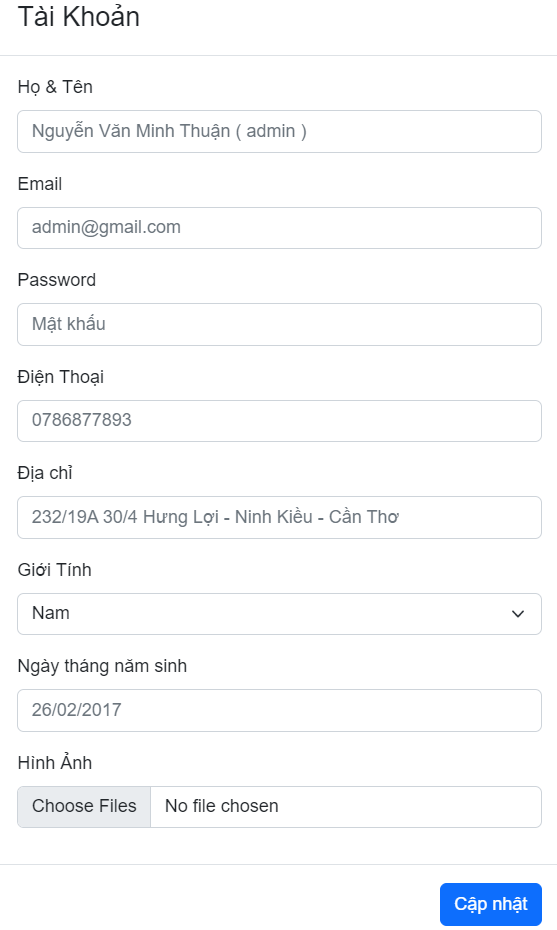 Tài Khoản
Họ & Tên
Nguyễn Văn Minh Thuận ( admin )
Email
admin@gmail.com
Password
Mật khấu
Điện Thoại
0786877893
Địa chỉ
232/19A 30/4 Hưng Lợi - Ninh Kiều - Cần Thơ
Giới Tính
Nam
Ngày tháng năm sinh
26/02/2017
Hình Ảnh
Choose Files No file chosen
Cập nhật